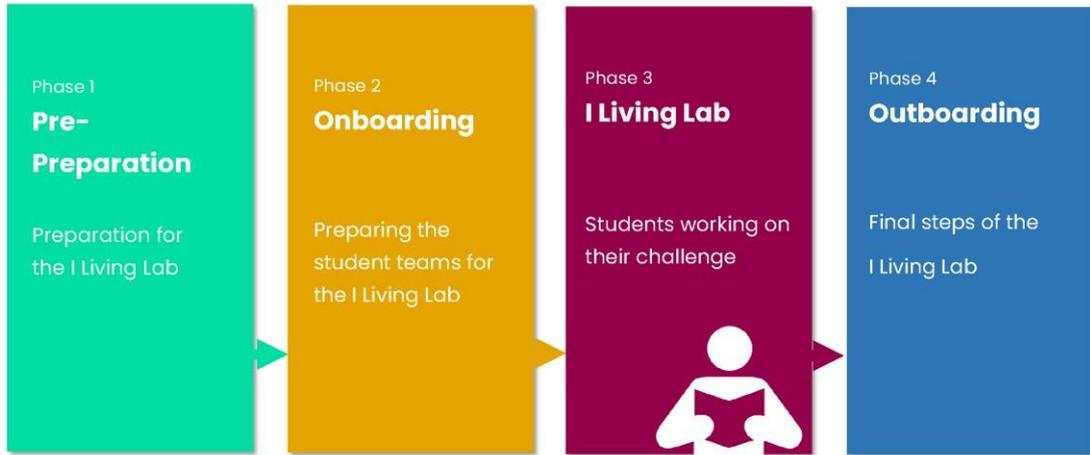 Phase 1
Pre-
Preparation
Preparation for
the I Living Lab
Phase 2
Onboarding
Preparing the
student teams for
the I Living Lab
Phase 3
I Living Lab
Students working on
their challenge
Phase 4
Outboarding
Final steps of the
I Living Lab